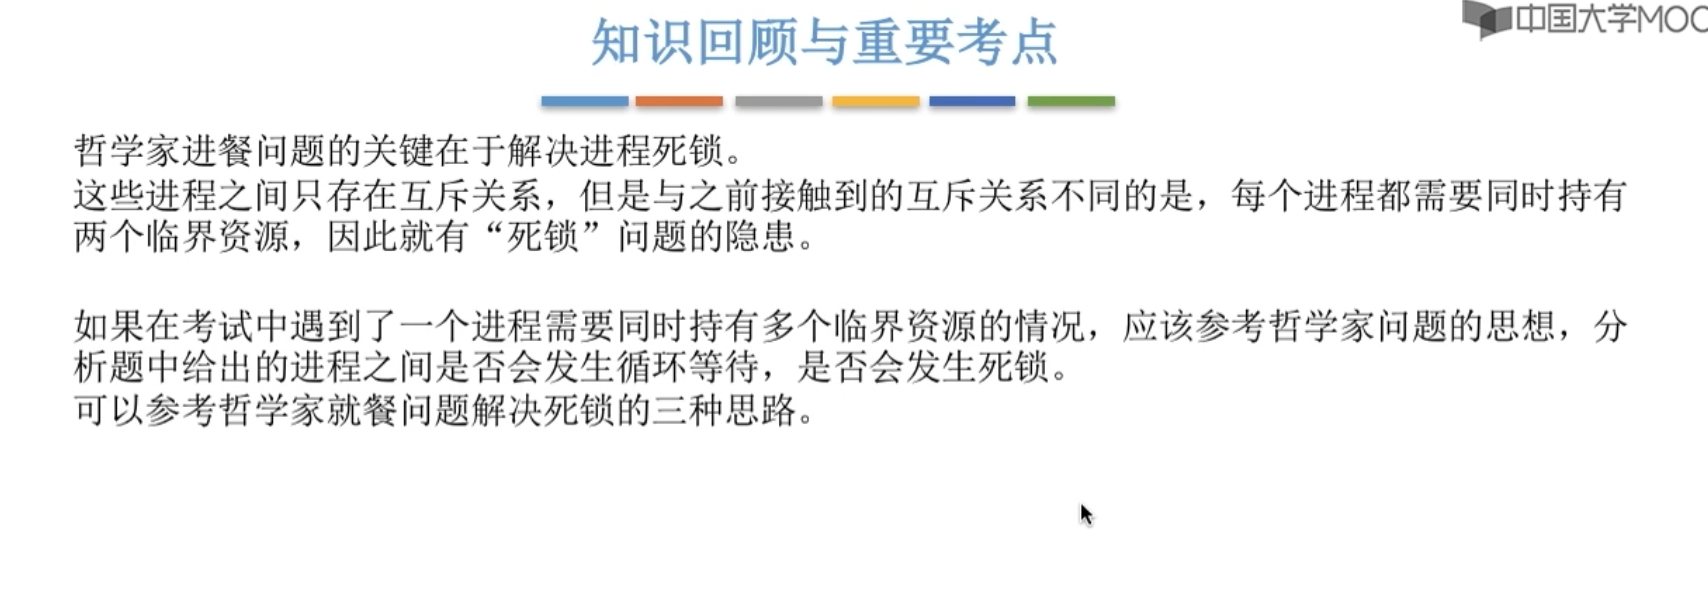 知识回顾与重要考点
中国大学MOO
哲学家进餐问题的关键在于解决进程死锁。
这些进程之间只存在互斥关系，但是与之前接触到的互斥关系不同的是，每个进程都需要同时持有
两个临界资源，因此就有“死锁”问题的隐患。
如果在考试中遇到了一个进程需要同时持有多个临界资源的情况，应该参考哲学家问题的思想，分
析题中给出的进程之间是否会发生循环等待，是否会发生死锁。
可以参考哲学家就餐问题解决死锁的三种思路。